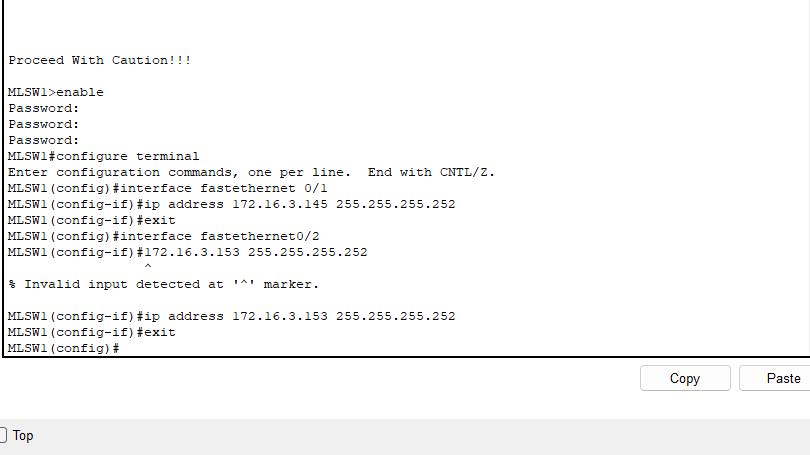 Proceed With Caution!!!
MLSW1>enable
Password:
Password:
Password:
MLSW1#configure terminal
Enter configuration commands, one per line.  End with CNTL/Z.
MLSW1(config)#interface fastethernet 0/1
MLSW1(config-if)#ip address 172.16.3.145 255.255.255.252
MLSW1(config-if)#exit
MLSW1(config)#interface fastethernet0/2
MLSW1(config-if)#172.16.3.153 255.255.255.252
^
% Invalid input detected at '^' marker.
MLSW1(config-if)#ip address 172.16.3.153 255.255.255.252
MLSW1(config-if)#exit
MLSW1(config)#
Copy Paste
Top